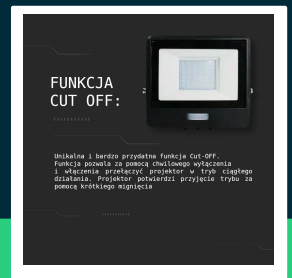 FUNKCJA
CUT OFF:
Unikalna i bardzo przydatna funkcja Cut-OFF.
Funkcja pozwala za pomocą chwilowego wyłączenia
i włączenia przełączyć projektor w tryb ciągłego
działania. Projektor potwierdzi przyjęcie trybu za
pomocą krótkiego mignięcia